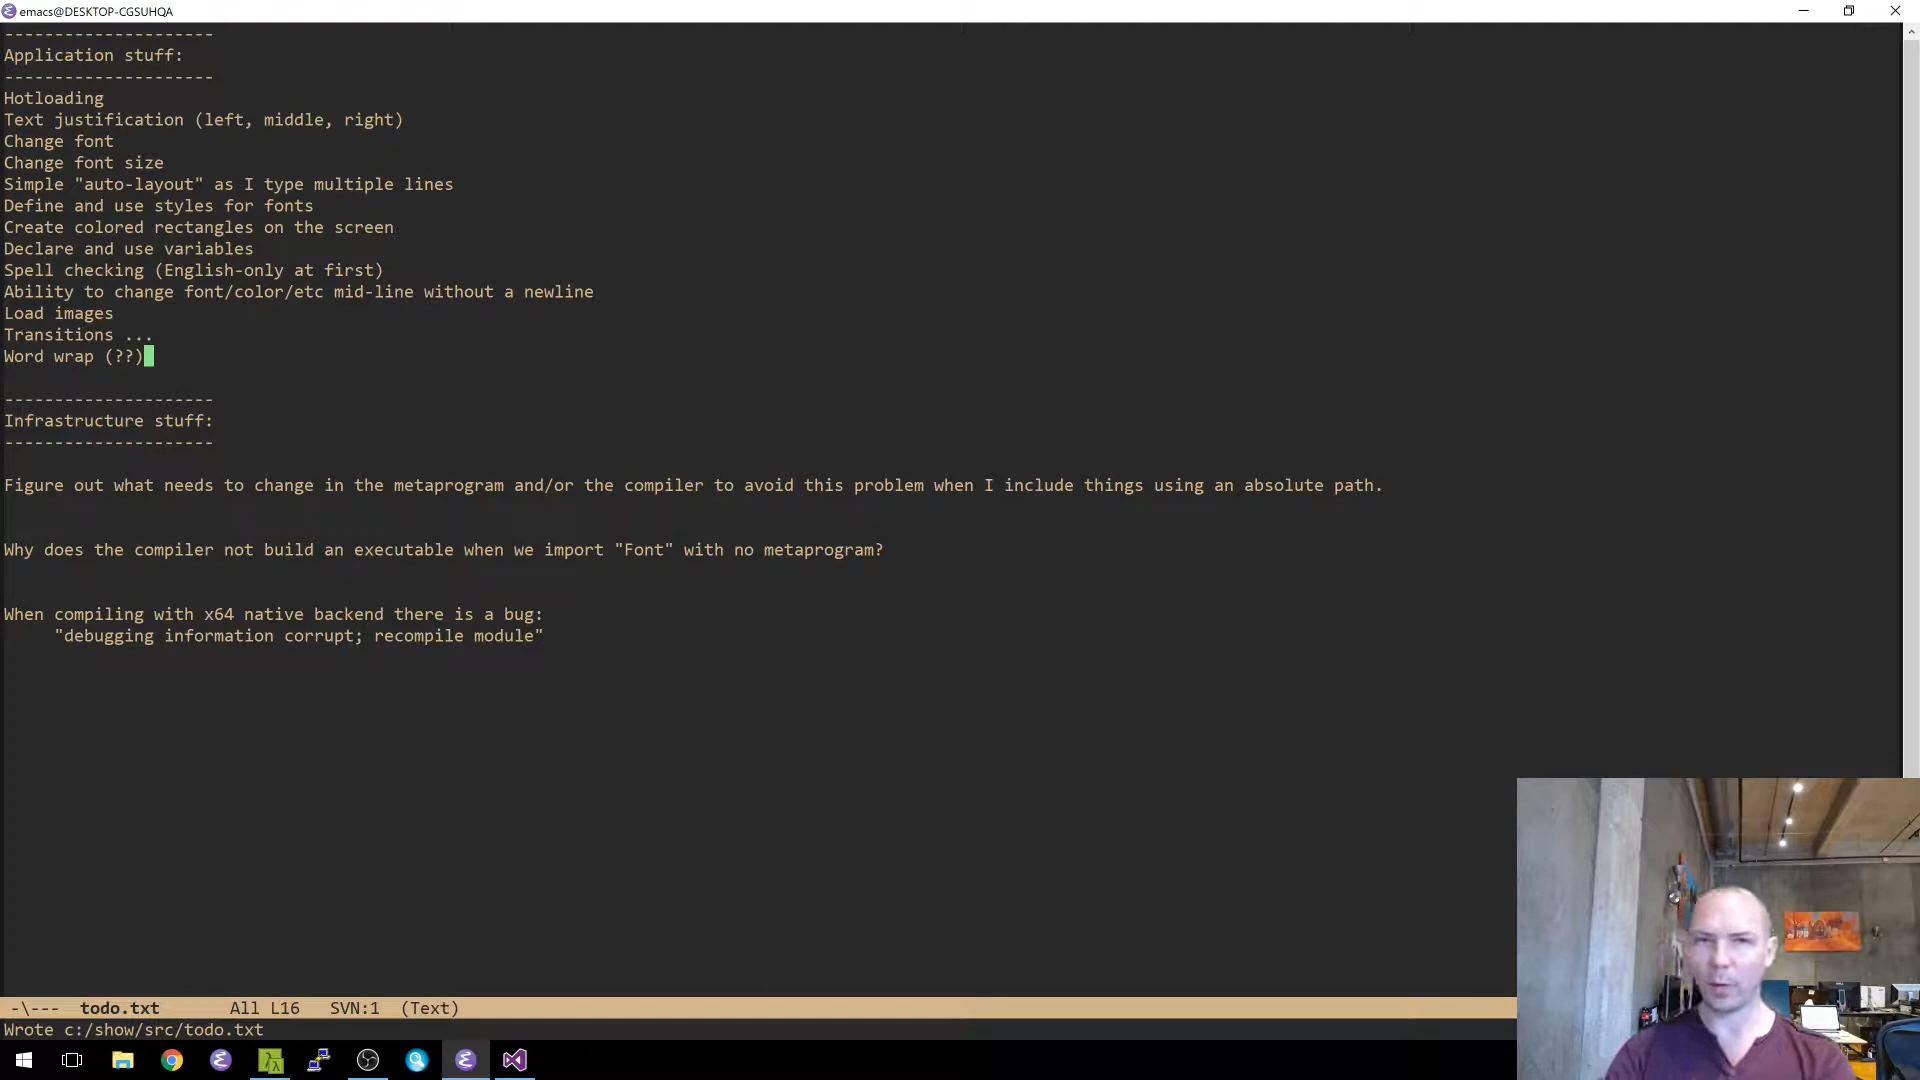 emacs@DESKTOP-CGSUHQA
---------------------
Application stuff:
---------------------
Hotloading
Text justification (left, middle, right)
Change font
Change font size
Simple "auto-layout" as I type multiple lines
Define and use styles for fonts
Create colored rectangles on the screen
Declare and use variables
Spell checking (English-only at first)
Ability to change font/color/etc mid-line without a newline
Load images
Transitions ...
Word wrap (??)
---------------------
Infrastructure stuff:
---------------------
Figure out what needs to change in the metaprogram and/or the compiler to avoid this problem when I include things using an absolute path.
Why does the compiler not build an executable when we import "Font" with no metaprogram?
When compiling with x64 native backend there is a bug:
"debugging information corrupt; recompile module"
-\--- todo.txt All L16 SVN:1 (Text)
Wrote c:/show/src/todo.txt